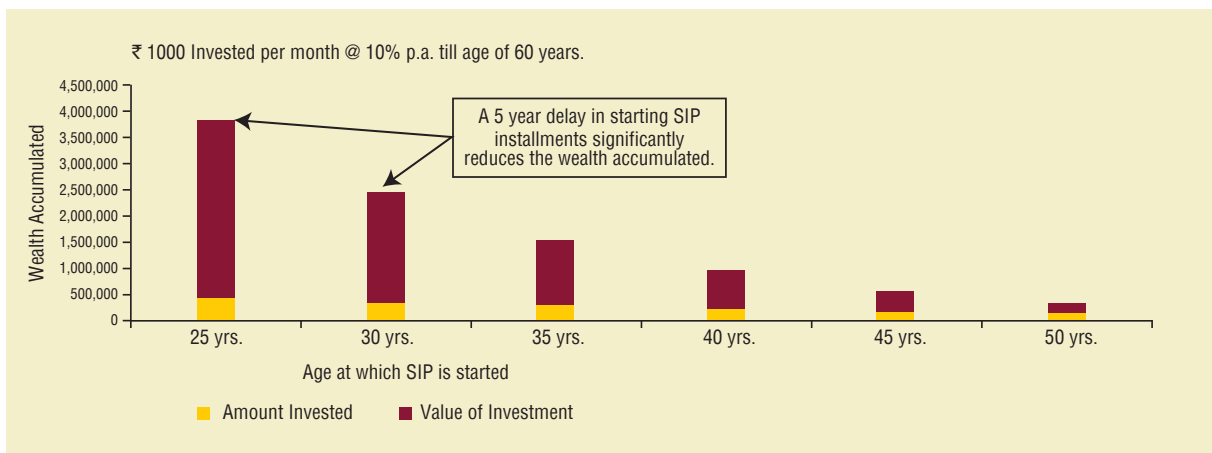 ₹ 1000 Invested per month @ 10% p.a. till age of 60 years.
4,500,000
4,000,000
3,500,000
3,000,000
2,500,000
2,000,000
1,500,000
1,000,000
500,000
0
Wealth Accumulated
A 5 year delay in starting SIP
installments significantly
reduces the wealth accumulated.
25 yrs. 30 yrs. 35 yrs. 40 yrs. 45 yrs. 50 yrs.
Age at which SIP is started
Amount Invested Value of Investment